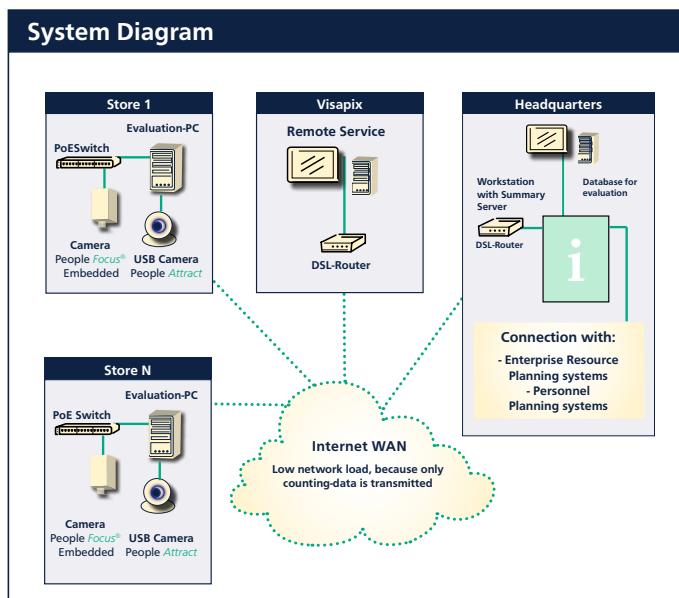 System Diagram
Store 1
Evaluation-PC
PoESwitch
Camera
People Focus®
Embedded
USB Camera
People Attract
Visapix
Remote Service
DSL-Router
Headquarters
Workstation
with Summary
Server
Database for
evaluation
DSL-Router
i
Connection with:
- Enterprise Resource
Planning systems
- Personnel
Planning systems
Store N
Evaluation-PC
PoE Switch
Camera
People Focus®
Embedded
USB Camera
People Attract
Internet WAN
Low network load, because only
counting-data is transmitted